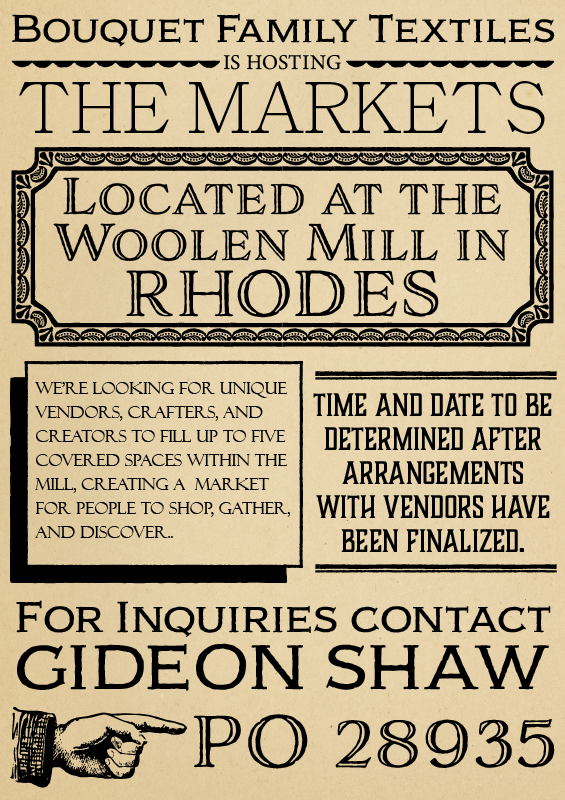 Bouquet Family Textiles
is hosting
The Markets
Located at the
Woolen Mill in
Rhodes
We're looking for unique
vendors, crafters, and
creators to fill up to five
covered spaces within the
mill, creating a market
for people to shop, gather,
and discover..
Time and date to be
determined after
arrangements
with vendors have
been finalized.
For Inquiries contact
Gideon Shaw
PO 28935